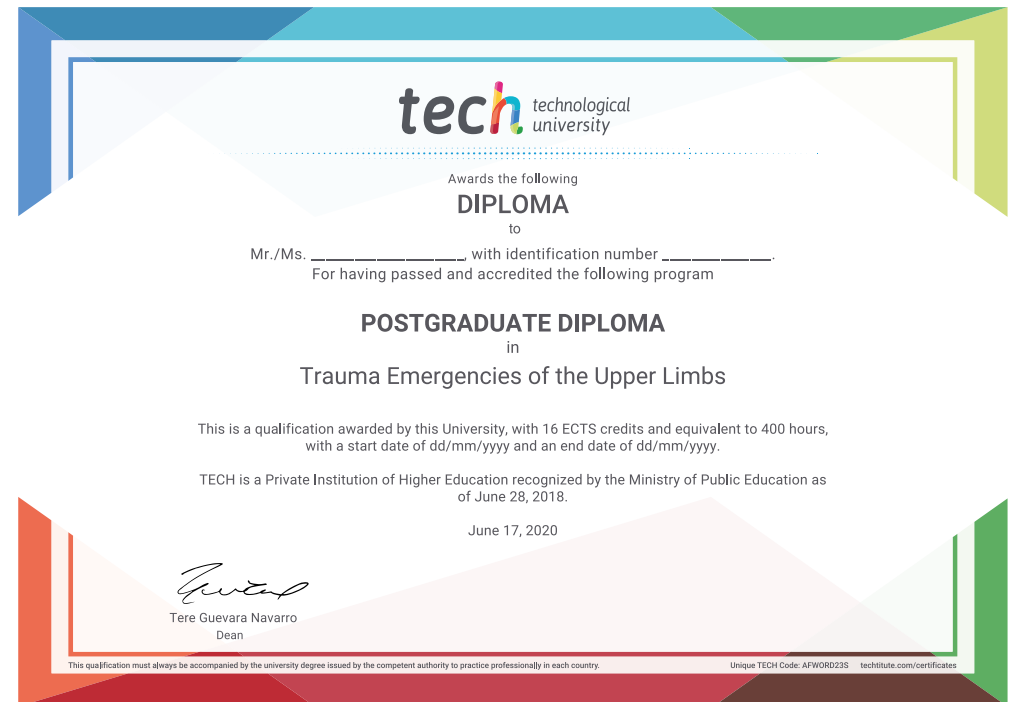 tech technological
university
Awards the following
DIPLOMA
to
Mr./Ms. __________________, with identification number _____________.
For having passed and accredited the following program
POSTGRADUATE DIPLOMA
in
Trauma Emergencies of the Upper Limbs
This is a qualification awarded by this University, with 16 ECTS credits and equivalent to 400 hours,
with a start date of dd/mm/yyyy and an end date of dd/mm/yyyy.
TECH is a Private Institution of Higher Education recognized by the Ministry of Public Education as
of June 28, 2018.
June 17, 2020
Tere Guevara Navarro
Dean
This qualification must always be accompanied by the university degree issued by the competent authority to practice professionally in each country. Unique TECH Code: AFWORD23S techtitute.com/certificates